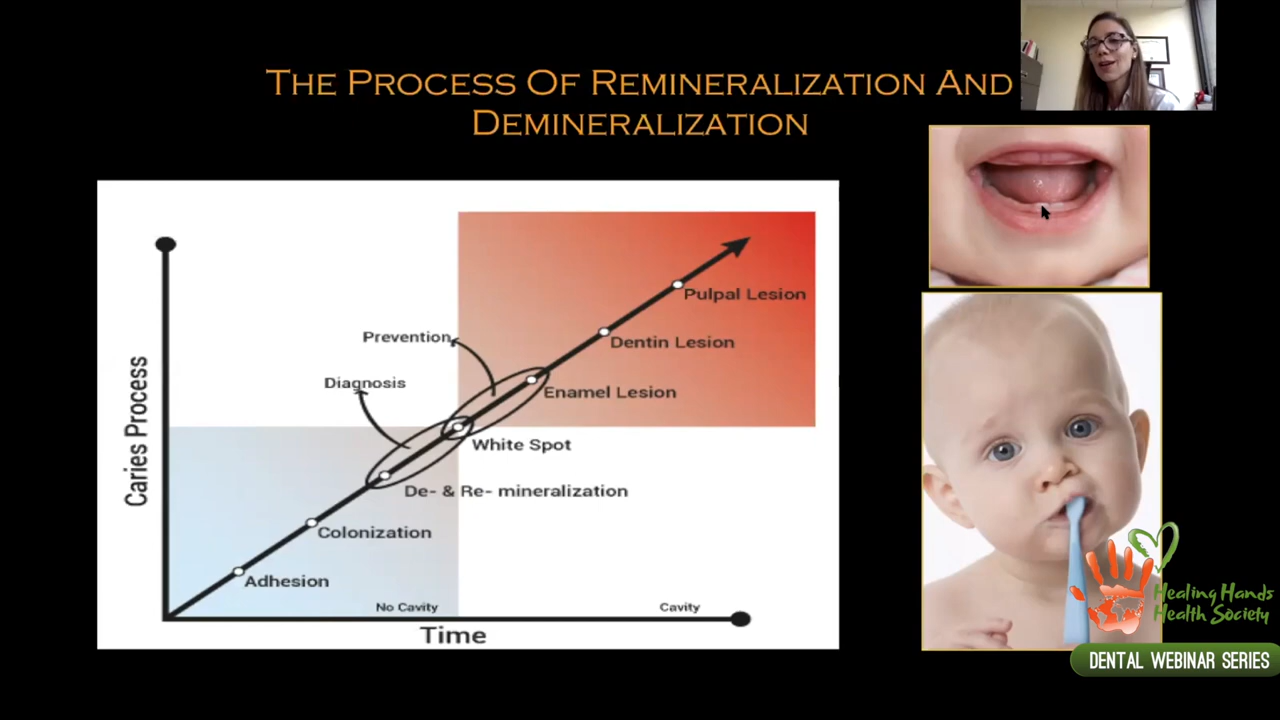 THE PROCESS OF REMINERALIZATION AND
DEMINERALIZATION
Pulpal Lesion
Prevention
Dentin Lesion
Diagnosis
Enamel Lesion
White Spot
De- & Re- mineralization
Colonization
Adhesion
No Cavity
Cavity
Caries Process
Time
Healing Hands
Health Society
DENTAL WEBINAR SERIES